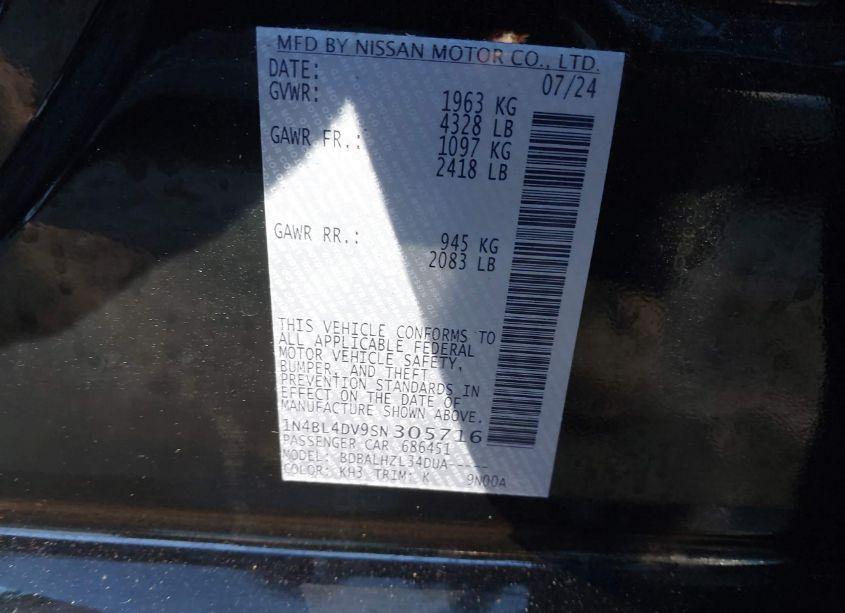 MFD BY NISSAN MOTOR CO., LTD.
DATE: 07/24
GVWR: 1963 KG
4328 LB
GAWR FR.: 1097 KG
2418 LB
GAWR RR.: 945 KG
2083 LB
THIS VEHICLE CONFORMS TO
ALL APPLICABLE FEDERAL
MOTOR VEHICLE SAFETY,
BUMPER, AND THEFT
PREVENTION STANDARDS IN
EFFECT ON THE DATE OF
MANUFACTURE SHOWN ABOVE.
1N4BL4DV9SN305716
PASSENGER CAR 686451
MODEL: BDBALHZL34DUA-----
COLOR: KH3 TRIM: K 9N00A